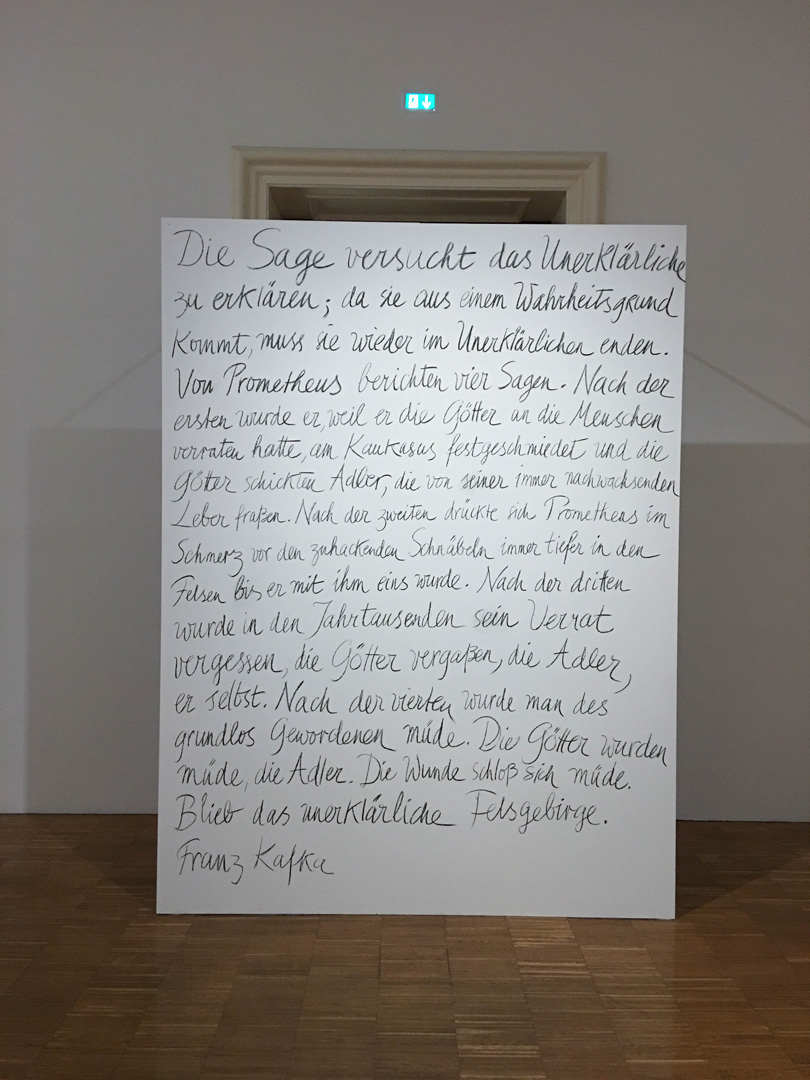 Die Sage versucht das Unerklärliche
zu erklären; da sie aus einem Wahrheitsgrund
kommt, muss sie wieder im Unerklärlichen enden.
Von Prometheus berichten vier Sagen. Nach der
ersten wurde er, weil er die Götter an die Menschen
verraten hatte, am Kaukasus festgeschmiedet und die
Götter schickten Adler, die von seiner immer nachwachsenden
Leber fraßen. Nach der zweiten drückte sich Prometheus im
Schmerz vor den zuhackenden Schnäbeln immer tiefer in den
Felsen bis er mit ihm eins wurde. Nach der dritten
wurde in den Jahrtausenden sein Verrat
vergessen, die Götter vergaßen, die Adler,
er selbst. Nach der vierten wurde man des
grundlos Gewordenen müde. Die Götter wurden
müde, die Adler. Die Wunde schloß sich müde.
Blieb das unerklärliche Felsgebirge.
Franz Kafka